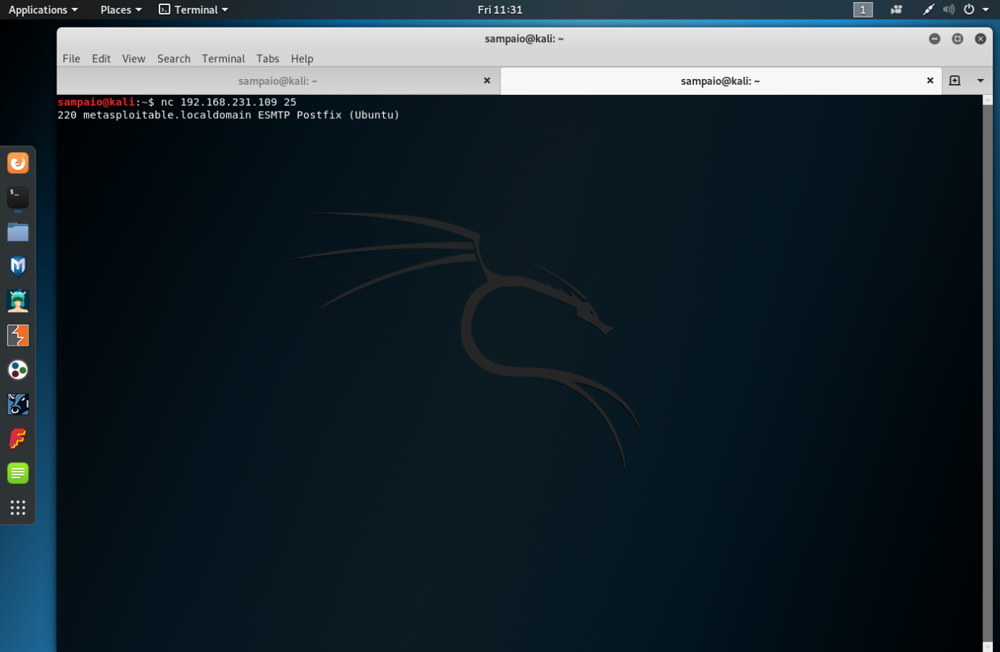 Applications Places Terminal Fri 11:31 1
sampaio@kali: ~
File Edit View Search Terminal Tabs Help
sampaio@kali: ~ sampaio@kali: ~
sampaio@kali:~$ nc 192.168.231.109 25
220 metasploitable.localdomain ESMTP Postfix (Ubuntu)
$_